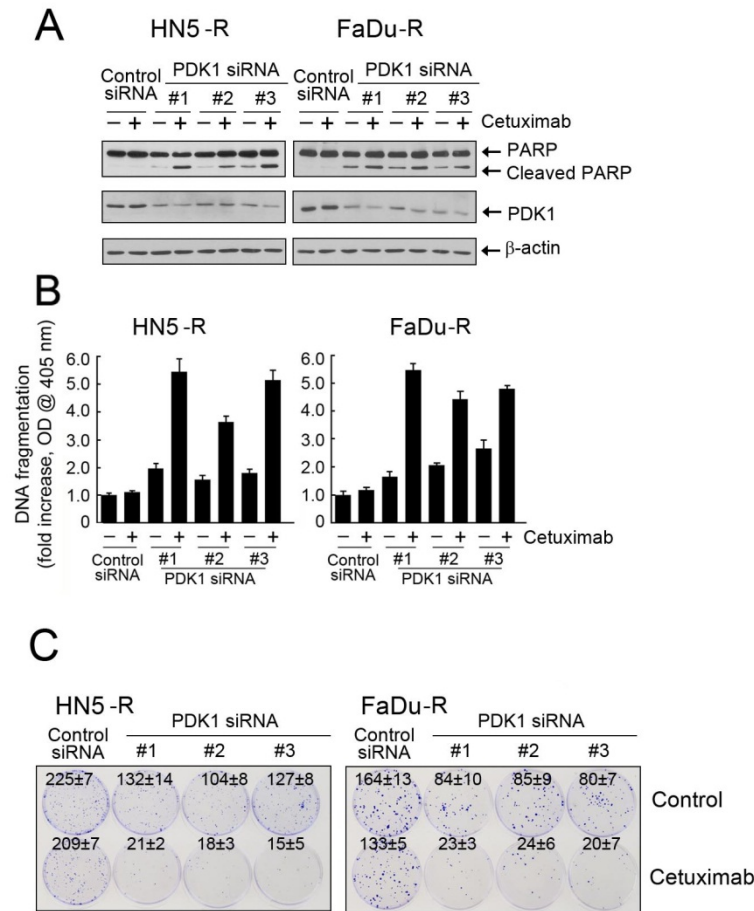 A
HN5 -R FaDu-R
Control siRNA PDK1 siRNA Control siRNA PDK1 siRNA
#1 #2 #3 #1 #2 #3
– + – + – + – + – + – + – + – + Cetuximab
PARP
Cleaved PARP
PDK1
β-actin
B
HN5 -R FaDu-R
DNA fragmentation
(fold increase, OD @ 405 nm)
6.0 6.0
5.0 5.0
4.0 4.0
3.0 3.0
2.0 2.0
1.0 1.0
0 0
– + – + – + – + – + – + – + – + Cetuximab
Control siRNA #1 #2 #3 Control siRNA #1 #2 #3
PDK1 siRNA PDK1 siRNA
C
HN5 -R FaDu-R
Control siRNA PDK1 siRNA Control siRNA PDK1 siRNA
#1 #2 #3 #1 #2 #3
225±7 132±14 104±8 127±8 164±13 84±10 85±9 80±7 Control
209±7 21±2 18±3 15±5 133±5 23±3 24±6 20±7 Cetuximab